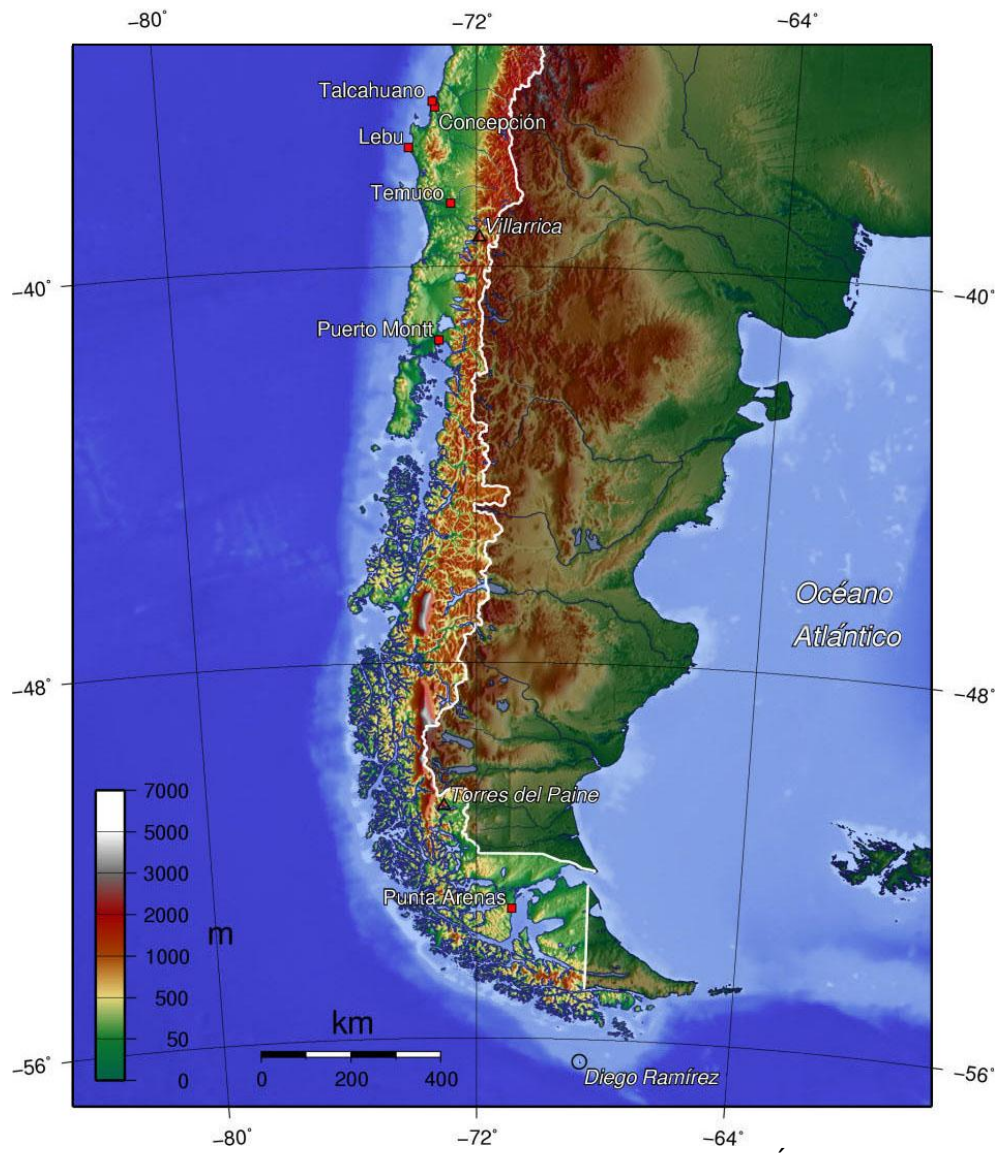 −80˚ −72˚ −64˚
Talcahuano
Concepción
Lebu
Temuco
Villarrica
−40˚ −40˚
Puerto Montt
Océano
Atlántico
−48˚ −48˚
7000
5000
3000
2000
1000
500
50
0
m
Torres del Paine
Punta Arenas
km
0 200 400
−56˚ −56˚
Diego Ramírez
−80˚ −72˚ −64˚